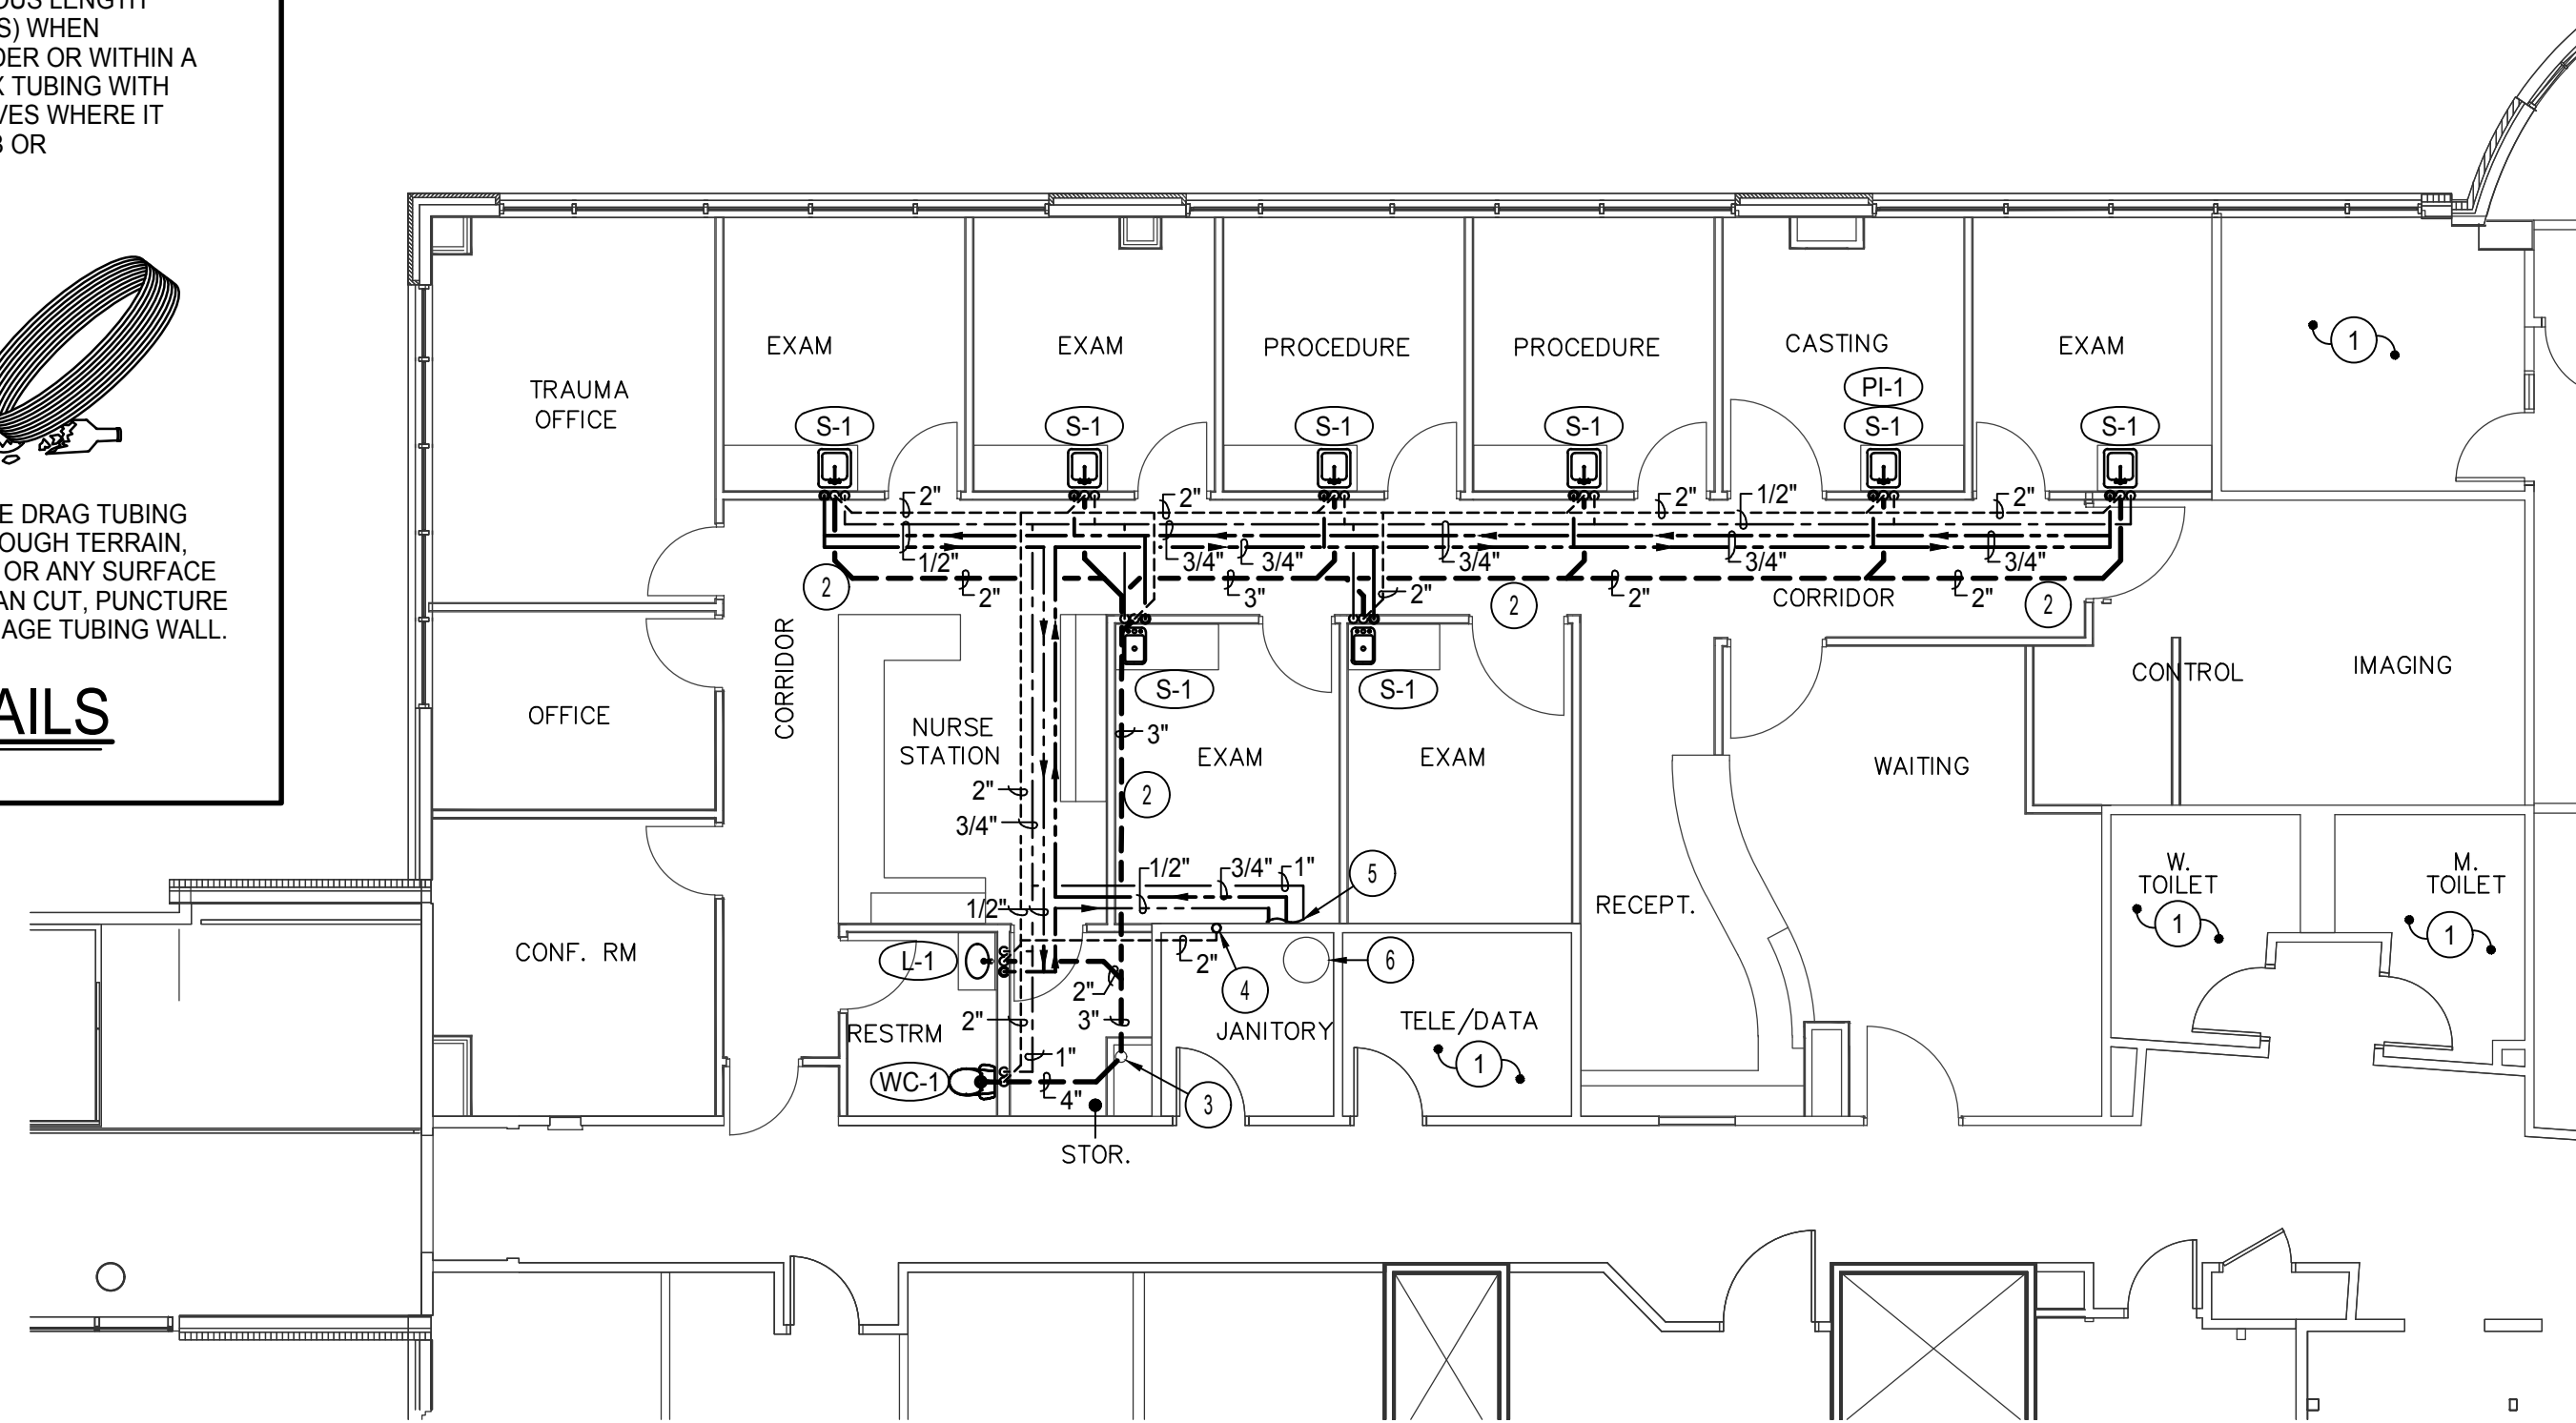 OUS LENGTH
S) WHEN
DER OR WITHIN A
X TUBING WITH
VES WHERE IT
B OR
E DRAG TUBING
OUGH TERRAIN,
OR ANY SURFACE
AN CUT, PUNCTURE
AGE TUBING WALL.
AILS
TRAUMA
OFFICE
EXAM
EXAM
PROCEDURE
PROCEDURE
CASTING
EXAM
1
PI-1
S-1
S-1
S-1
S-1
S-1
S-1
2"
2"
2"
1/2"
2"
1/2"
3/4"
3/4"
3/4"
3/4"
3/4"
2
2"
3"
2"
2
2"
CORRIDOR
2"
2
CORRIDOR
OFFICE
NURSE
STATION
S-1
S-1
3"
EXAM
EXAM
2
2"
3/4"
WAITING
CONTROL
IMAGING
1/2"
3/4"
1"
5
1/2"
RECEPT.
W.
TOILET
1
M.
TOILET
1
CONF. RM
L-1
2"
4
6
2"
2"
3"
RESTRM
JANITORY
TELE/DATA
1
1"
WC-1
4"
3
STOR.